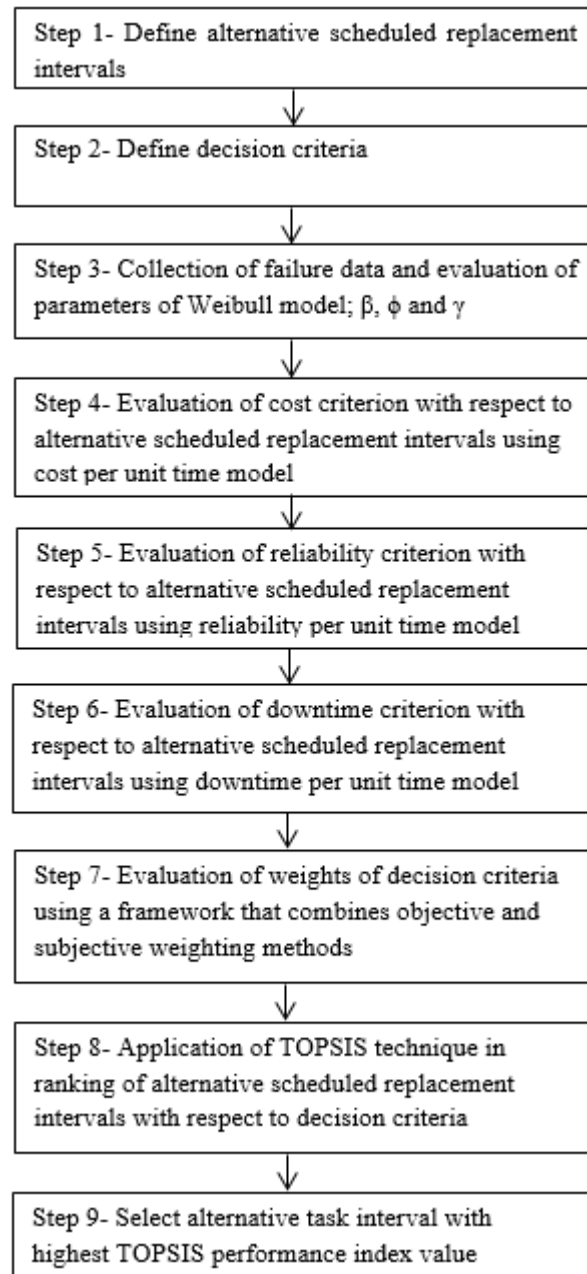 Step 1- Define alternative scheduled replacement
intervals
Step 2- Define decision criteria
Step 3- Collection of failure data and evaluation of
parameters of Weibull model; β, ϕ and γ
Step 4- Evaluation of cost criterion with respect to
alternative scheduled replacement intervals using
cost per unit time model
Step 5- Evaluation of reliability criterion with
respect to alternative scheduled replacement
intervals using reliability per unit time model
Step 6- Evaluation of downtime criterion with
respect to alternative scheduled replacement
intervals using downtime per unit time model
Step 7- Evaluation of weights of decision criteria
using a framework that combines objective and
subjective weighting methods
Step 8- Application of TOPSIS technique in
ranking of alternative scheduled replacement
intervals with respect to decision criteria
Step 9- Select alternative task interval with
highest TOPSIS performance index value